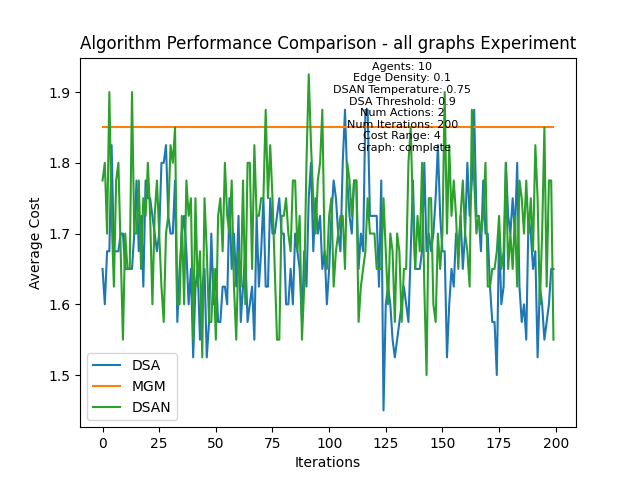 Algorithm Performance Comparison - all graphs Experiment
Agents: 10
Edge Density: 0.1
DSAN Temperature: 0.75
DSA Threshold: 0.9
Num Actions: 2
Num Iterations: 200
Cost Range: 4
Graph: complete
Average Cost
1.9
1.8
1.7
1.6
1.5
DSA
MGM
DSAN
0
25
50
75
100
125
150
175
200
Iterations